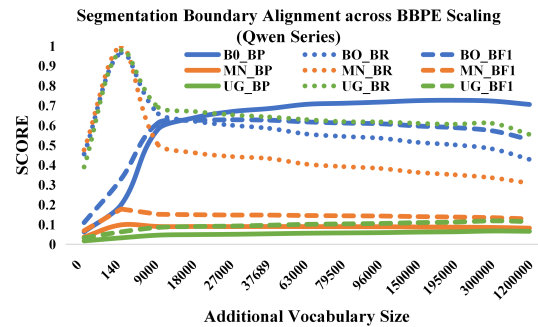 Segmentation Boundary Alignment across BBPE Scaling
(Qwen Series)
B0_BP BO_BR BO_BF1
MN_BP MN_BR MN_BF1
UG_BP UG_BR UG_BF1
SCORE
1
0.9
0.8
0.7
0.6
0.5
0.4
0.3
0.2
0.1
0
0 140 9000 18000 27000 37689 63000 79500 96000 150000 195000 300000 1200000
Additional Vocabulary Size